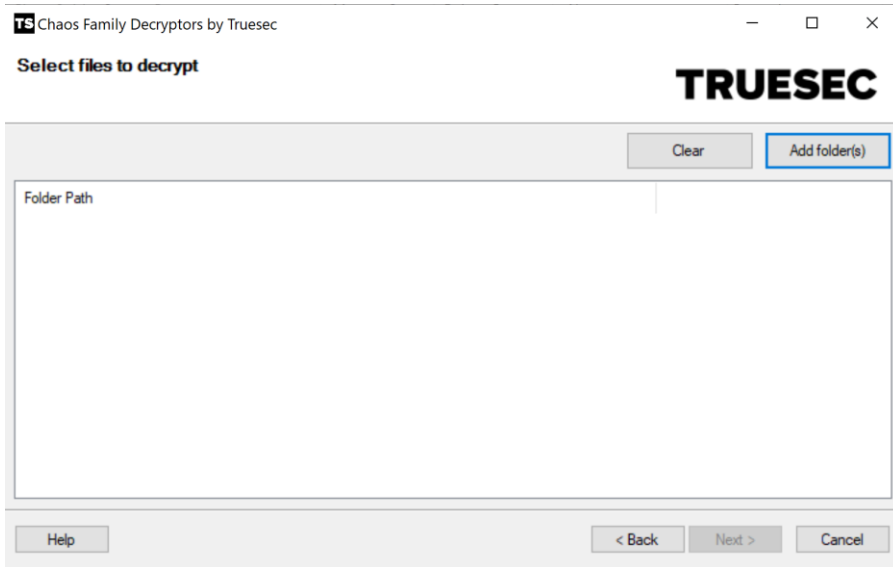 TS Chaos Family Decryptors by Truesec
Select files to decrypt
TRUESEC
Clear
Add folder(s)
Folder Path
Help
< Back
Next >
Cancel